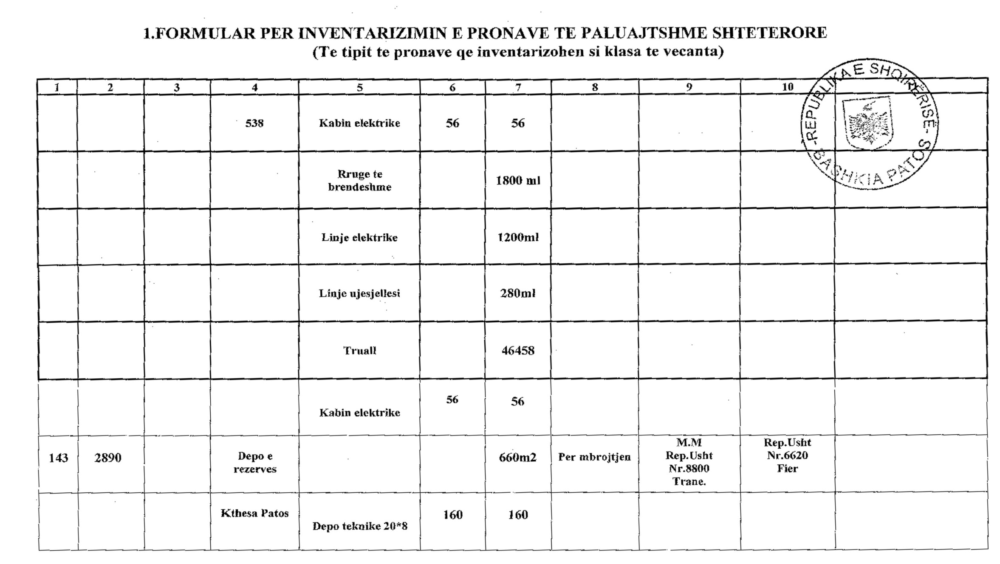 1.FORMULAR PER INVENTARIZIMIN E PRONAVE TE PALUAJTSHME SHTETERORE
(Te tipit te pronave qe inventarizohen si klasa te vecanta)
-REPUBLIKA E SHQIPËRISË-
BASHKIA PATOS
1 2 3 4 5 6 7 8 9 10
538 Kabin elektrike 56 56
Rruge te
brendeshme
1800 ml
Linje elektrike 1200ml
Linje ujesjellesi 280ml
Truall 46458
Kabin elektrike 56 56
143 2890
Depo e
rezerves
660m2 Per mbrojtjen
M.M
Rep.Usht
Nr.8800
Trane.
Rep.Usht
Nr.6620
Fier
Kthesa Patos Depo teknike 20*8 160 160